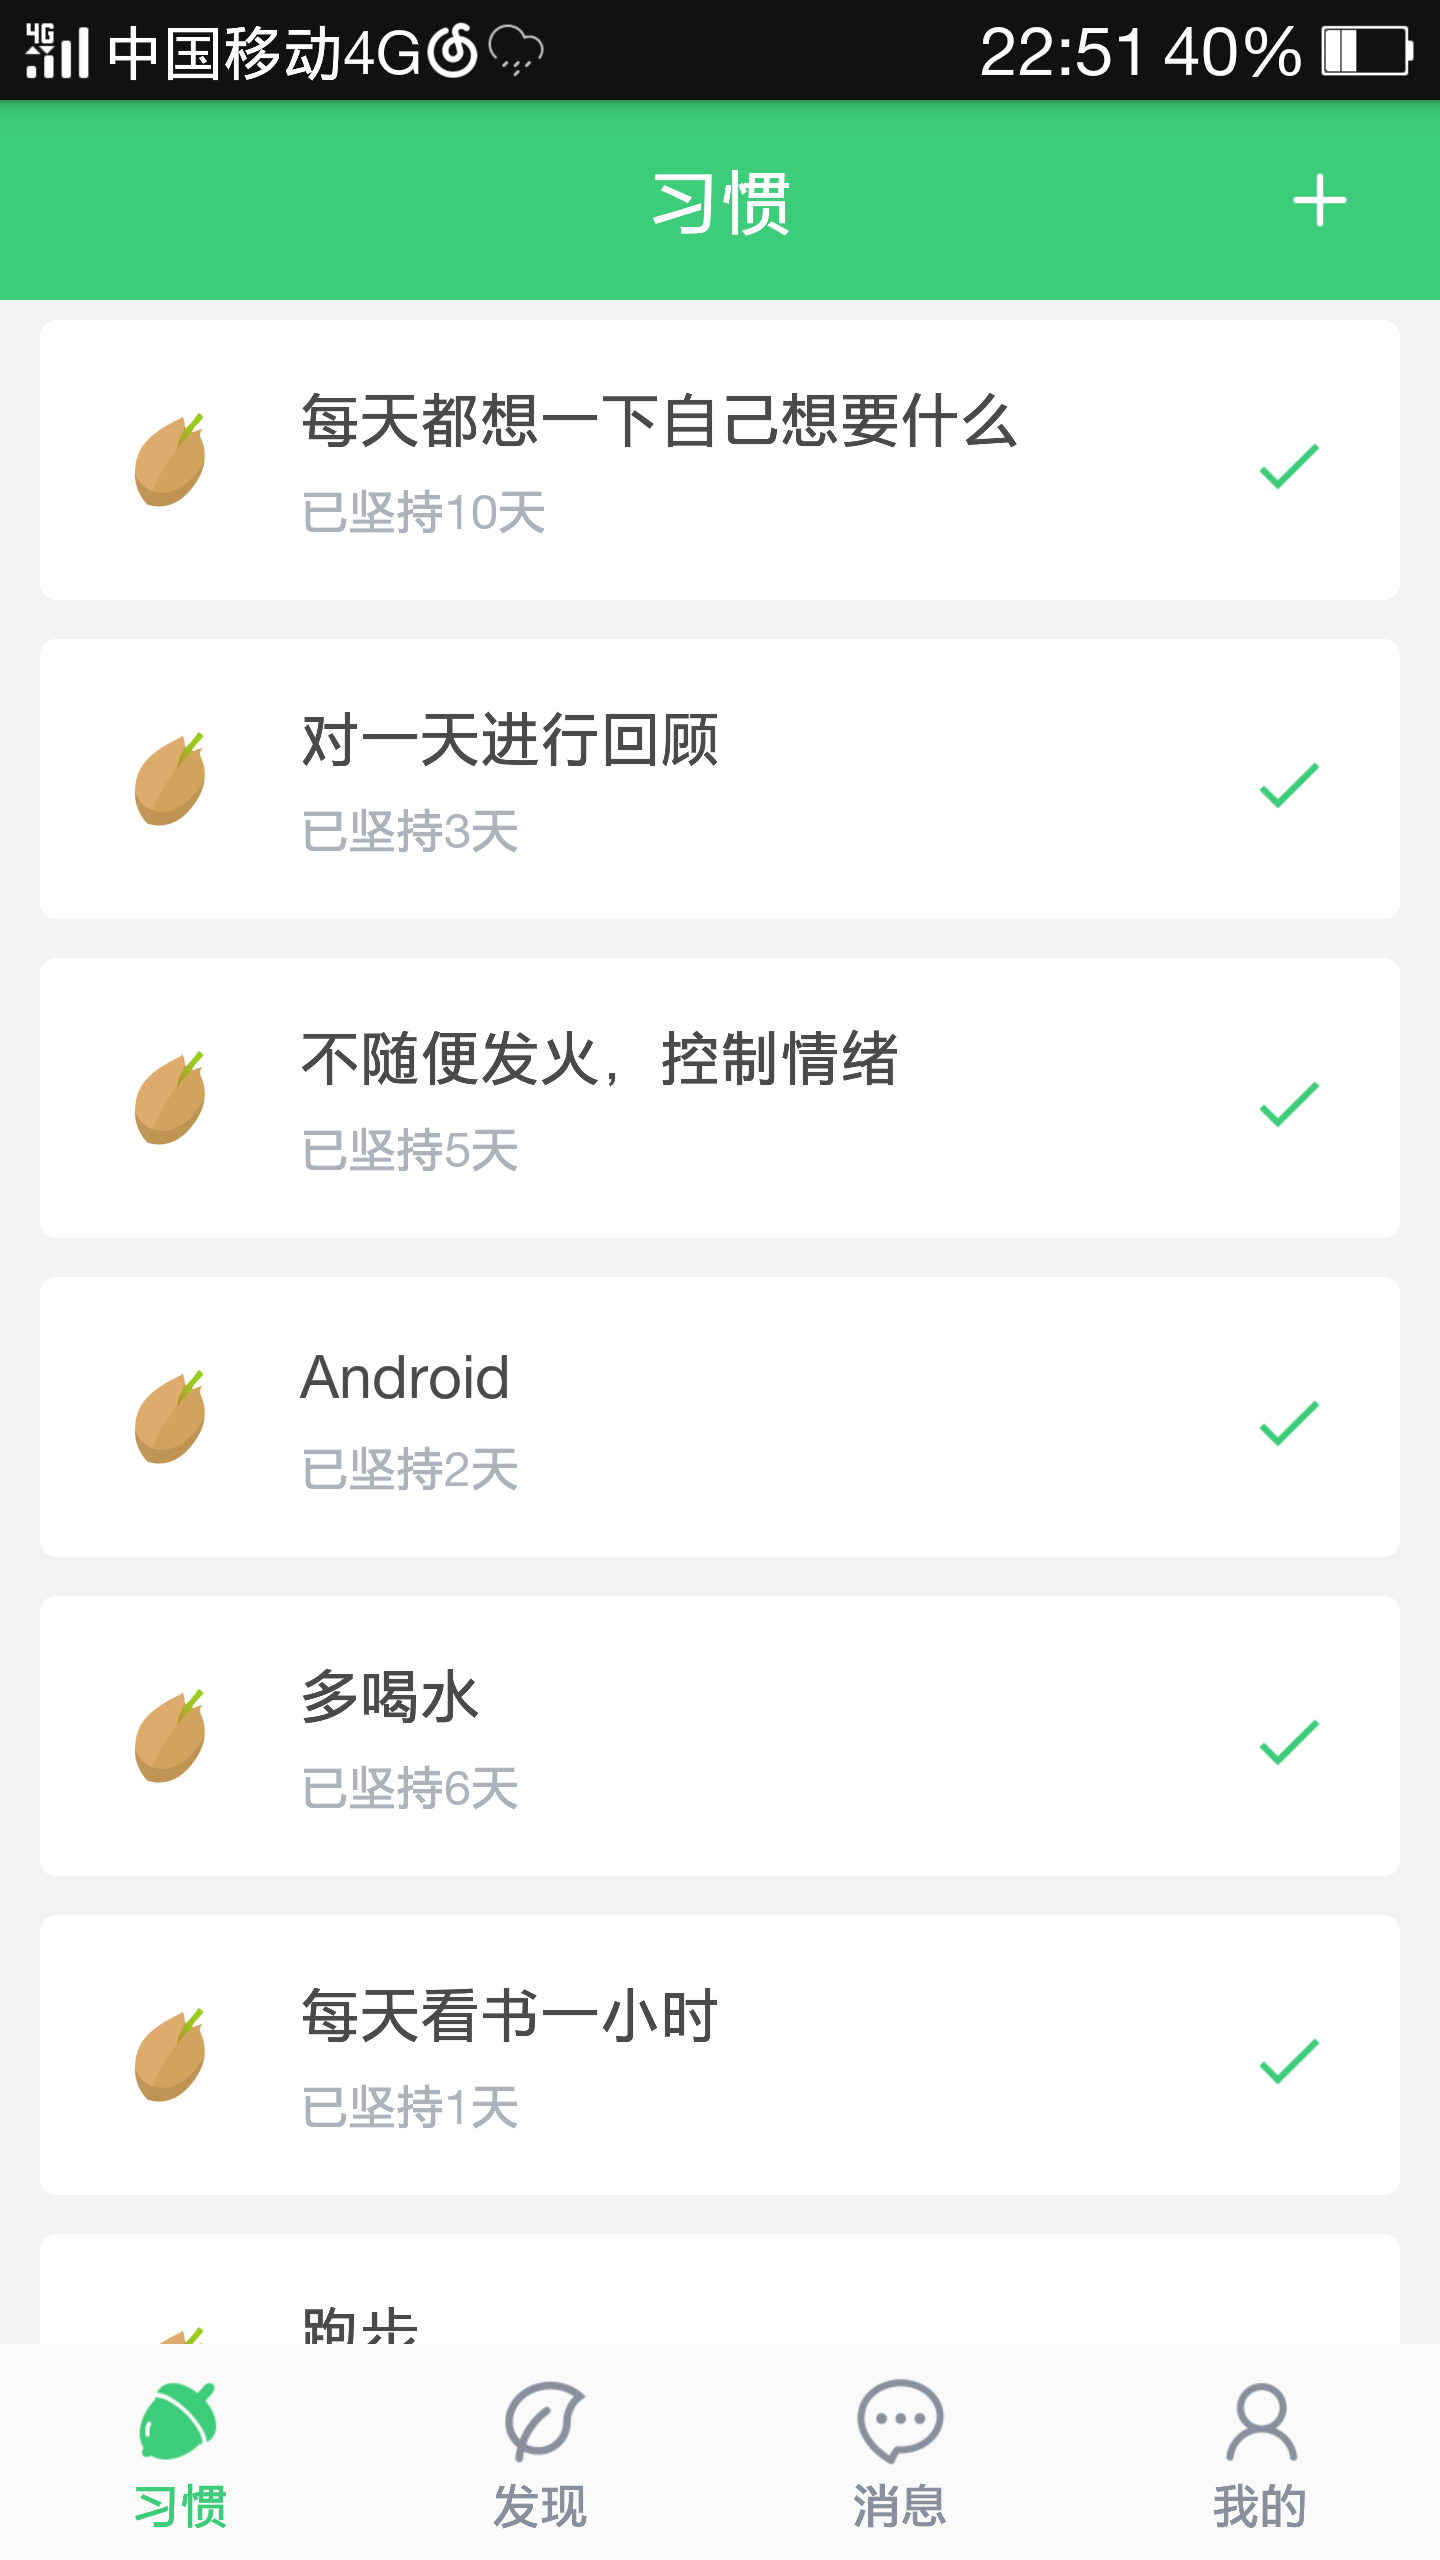 4G 中国移动4G 22:51 40%
习惯
每天都想一下自己想要什么
已坚持10天
对一天进行回顾
已坚持3天
不随便发火，控制情绪
已坚持5天
Android
已坚持2天
多喝水
已坚持6天
每天看书一小时
已坚持1天
跑步
习惯 发现 消息 我的